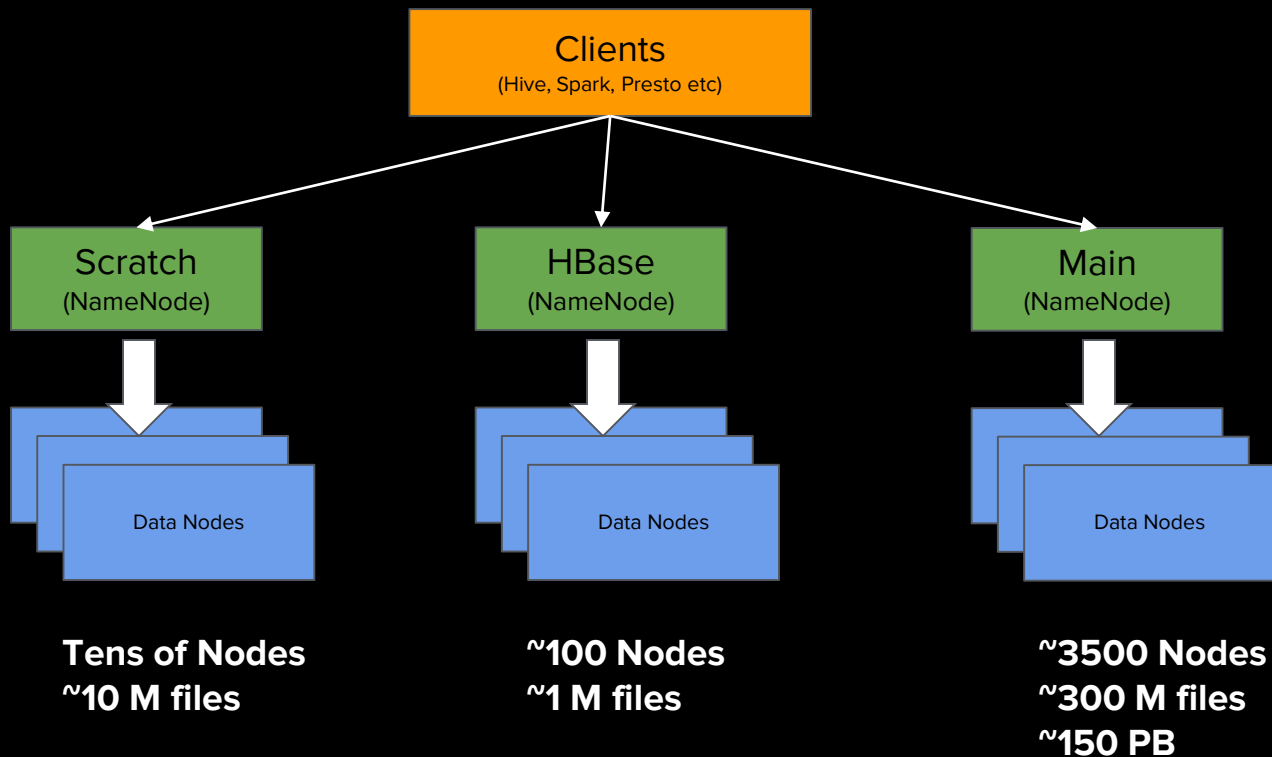 Clients
(Hive, Spark, Presto etc)
Scratch
(NameNode)
HBase
(NameNode)
Main
(NameNode)
Data Nodes
Data Nodes
Data Nodes
Tens of Nodes
~10 M files
~100 Nodes
~1 M files
~3500 Nodes
~300 M files
~150 PB